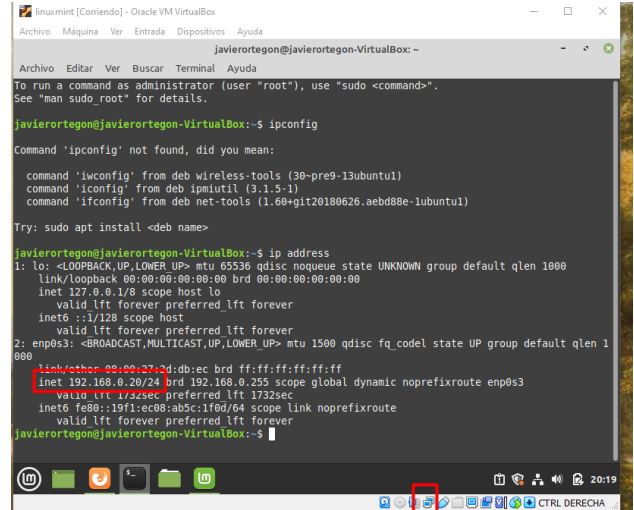 linuxmint [Corriendo] - Oracle VM VirtualBox
Archivo Máquina Ver Entrada Dispositivos Ayuda
javierortegon@javierortegon-VirtualBox: ~
Archivo Editar Ver Buscar Terminal Ayuda
To run a command as administrator (user "root"), use "sudo <command>".
See "man sudo_root" for details.
javierortegon@javierortegon-VirtualBox:~$ ipconfig
Command 'ipconfig' not found, did you mean:
command 'iwconfig' from deb wireless-tools (30~pre9-13ubuntu1)
command 'iconfig' from deb ipmiutil (3.1.5-1)
command 'ifconfig' from deb net-tools (1.60+git20180626.aebd88e-1ubuntu1)
Try: sudo apt install <deb name>
javierortegon@javierortegon-VirtualBox:~$ ip address
1: lo: <LOOPBACK,UP,LOWER_UP> mtu 65536 qdisc noqueue state UNKNOWN group default qlen 1000
link/loopback 00:00:00:00:00:00 brd 00:00:00:00:00:00
inet 127.0.0.1/8 scope host lo
valid_lft forever preferred_lft forever
inet6 ::1/128 scope host
valid_lft forever preferred_lft forever
2: enp0s3: <BROADCAST,MULTICAST,UP,LOWER_UP> mtu 1500 qdisc fq_codel state UP group default qlen 1
000
link/ether 08:00:27:2d:db:ec brd ff:ff:ff:ff:ff:ff
inet 192.168.0.20/24 brd 192.168.0.255 scope global dynamic noprefixroute enp0s3
valid_lft 1732sec preferred_lft 1732sec
inet6 fe80::19f1:ec08:ab5c:1f0d/64 scope link noprefixroute
valid_lft forever preferred_lft forever
javierortegon@javierortegon-VirtualBox:~$
20:19
CTRL DERECHA